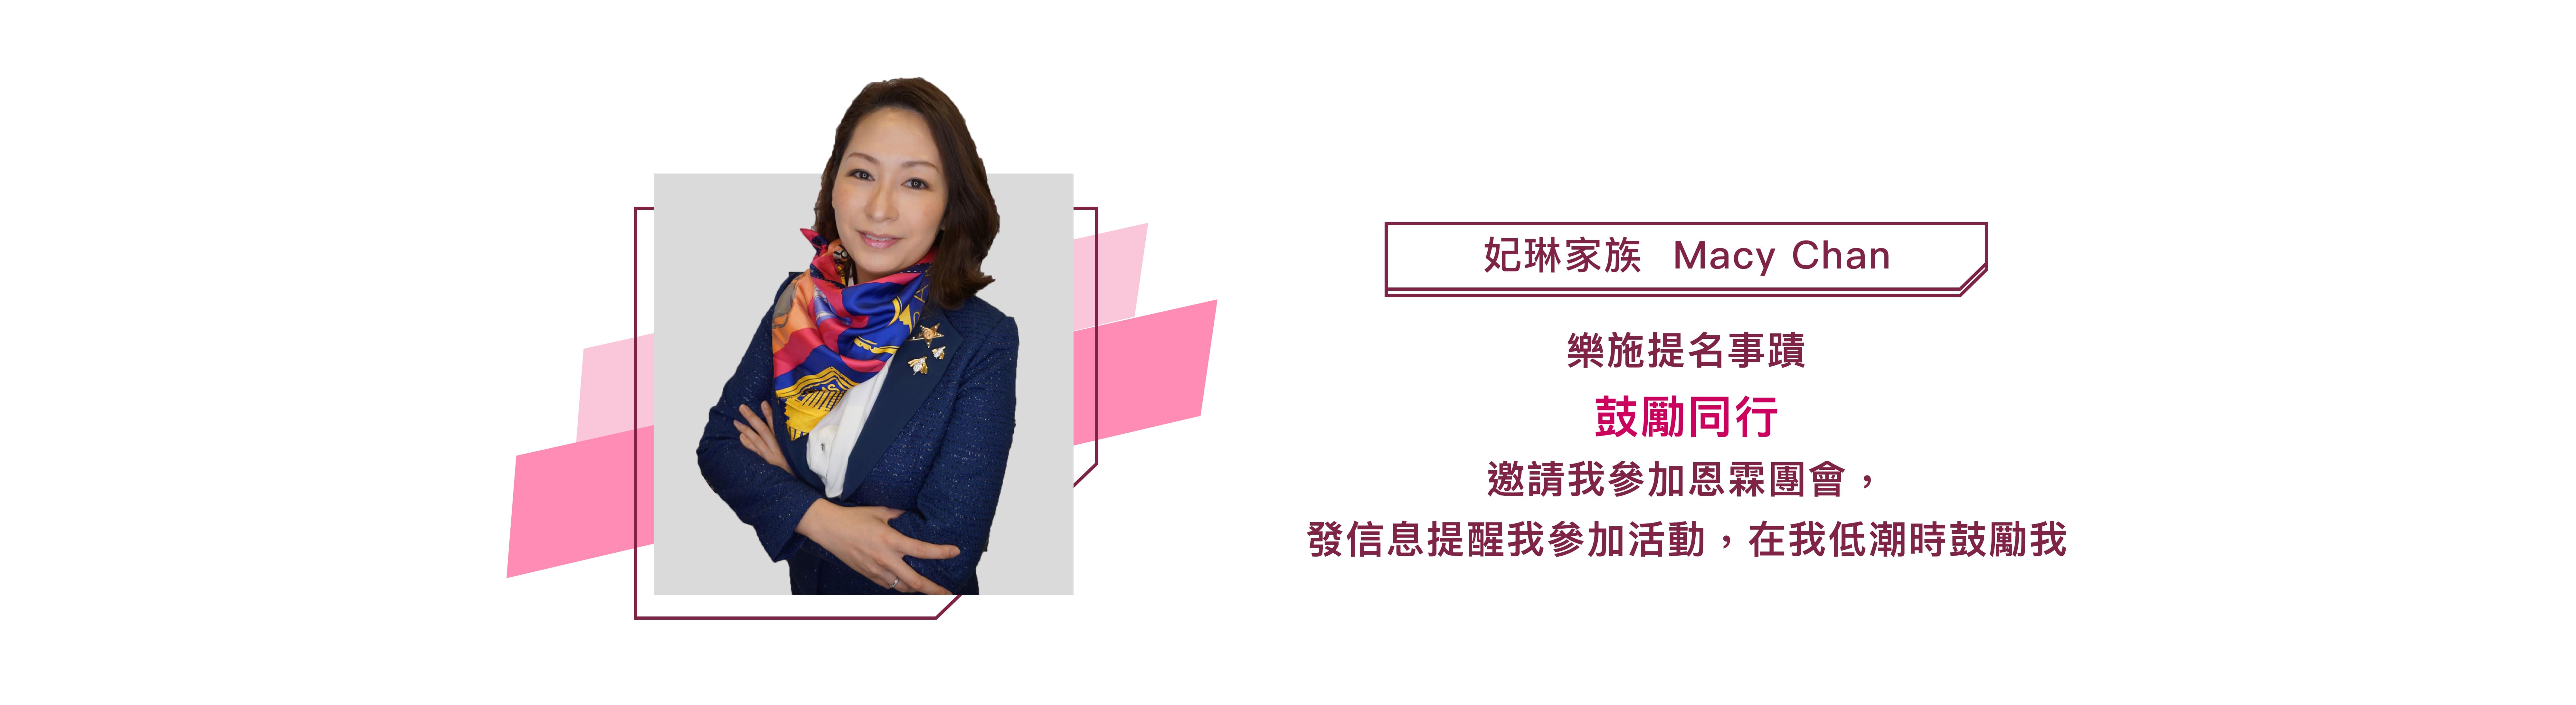 妃琳家族 Macy Chan
樂施提名事蹟
鼓勵同行
邀請我參加恩霖團會，
發信息提醒我參加活動，在我低潮時鼓勵我